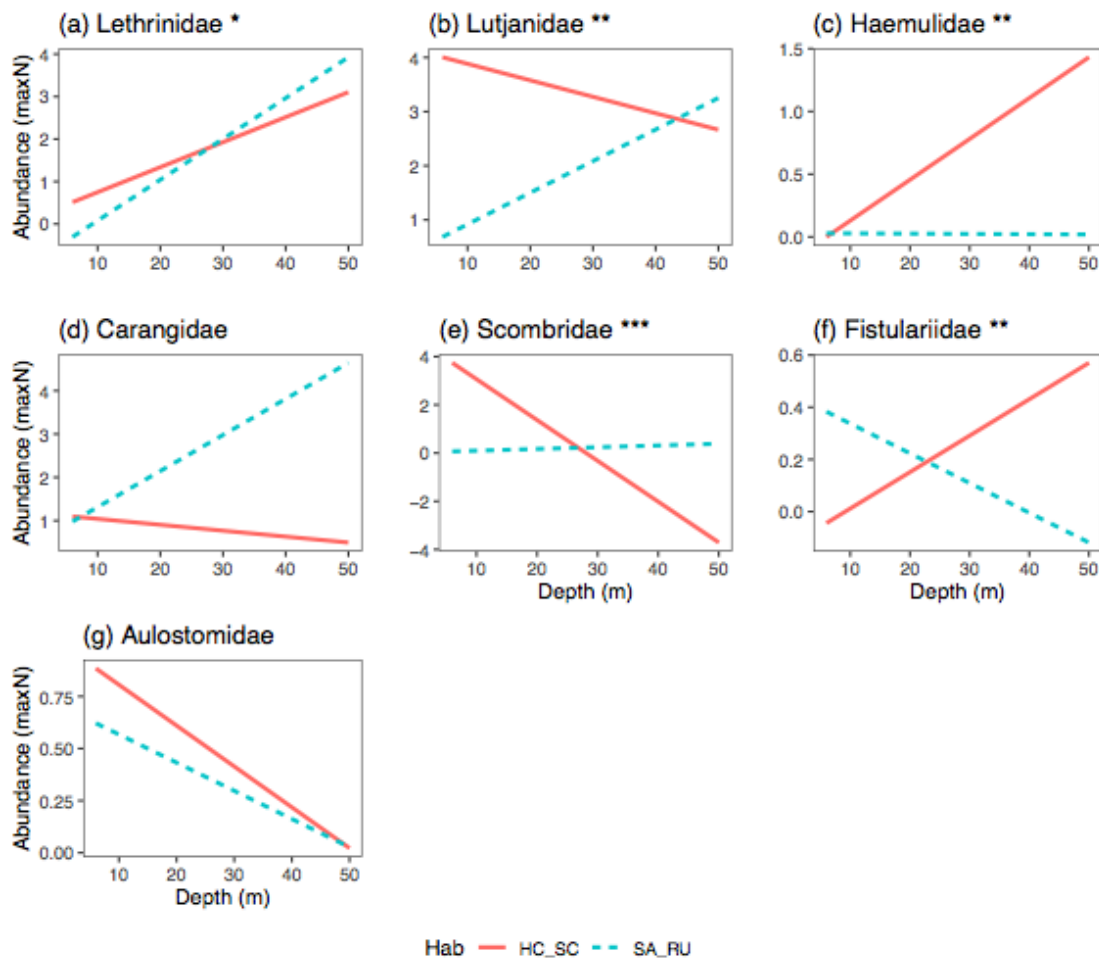 (a) Lethrinidae * (b) Lutjanidae ** (c) Haemulidae **
Abundance (maxN)
4
3
2
1
0
10 20 30 40 50
4
3
2
1
10 20 30 40 50
1.5
1.0
0.5
0.0
10 20 30 40 50
(d) Carangidae (e) Scombridae *** (f) Fistulariidae **
Abundance (maxN)
4
3
2
1
10 20 30 40 50
4
2
0
−2
−4
10 20 30 40 50
Depth (m)
0.6
0.4
0.2
0.0
10 20 30 40 50
Depth (m)
(g) Aulostomidae
Abundance (maxN)
0.75
0.50
0.25
0.00
10 20 30 40 50
Depth (m)
Hab HC_SC SA_RU